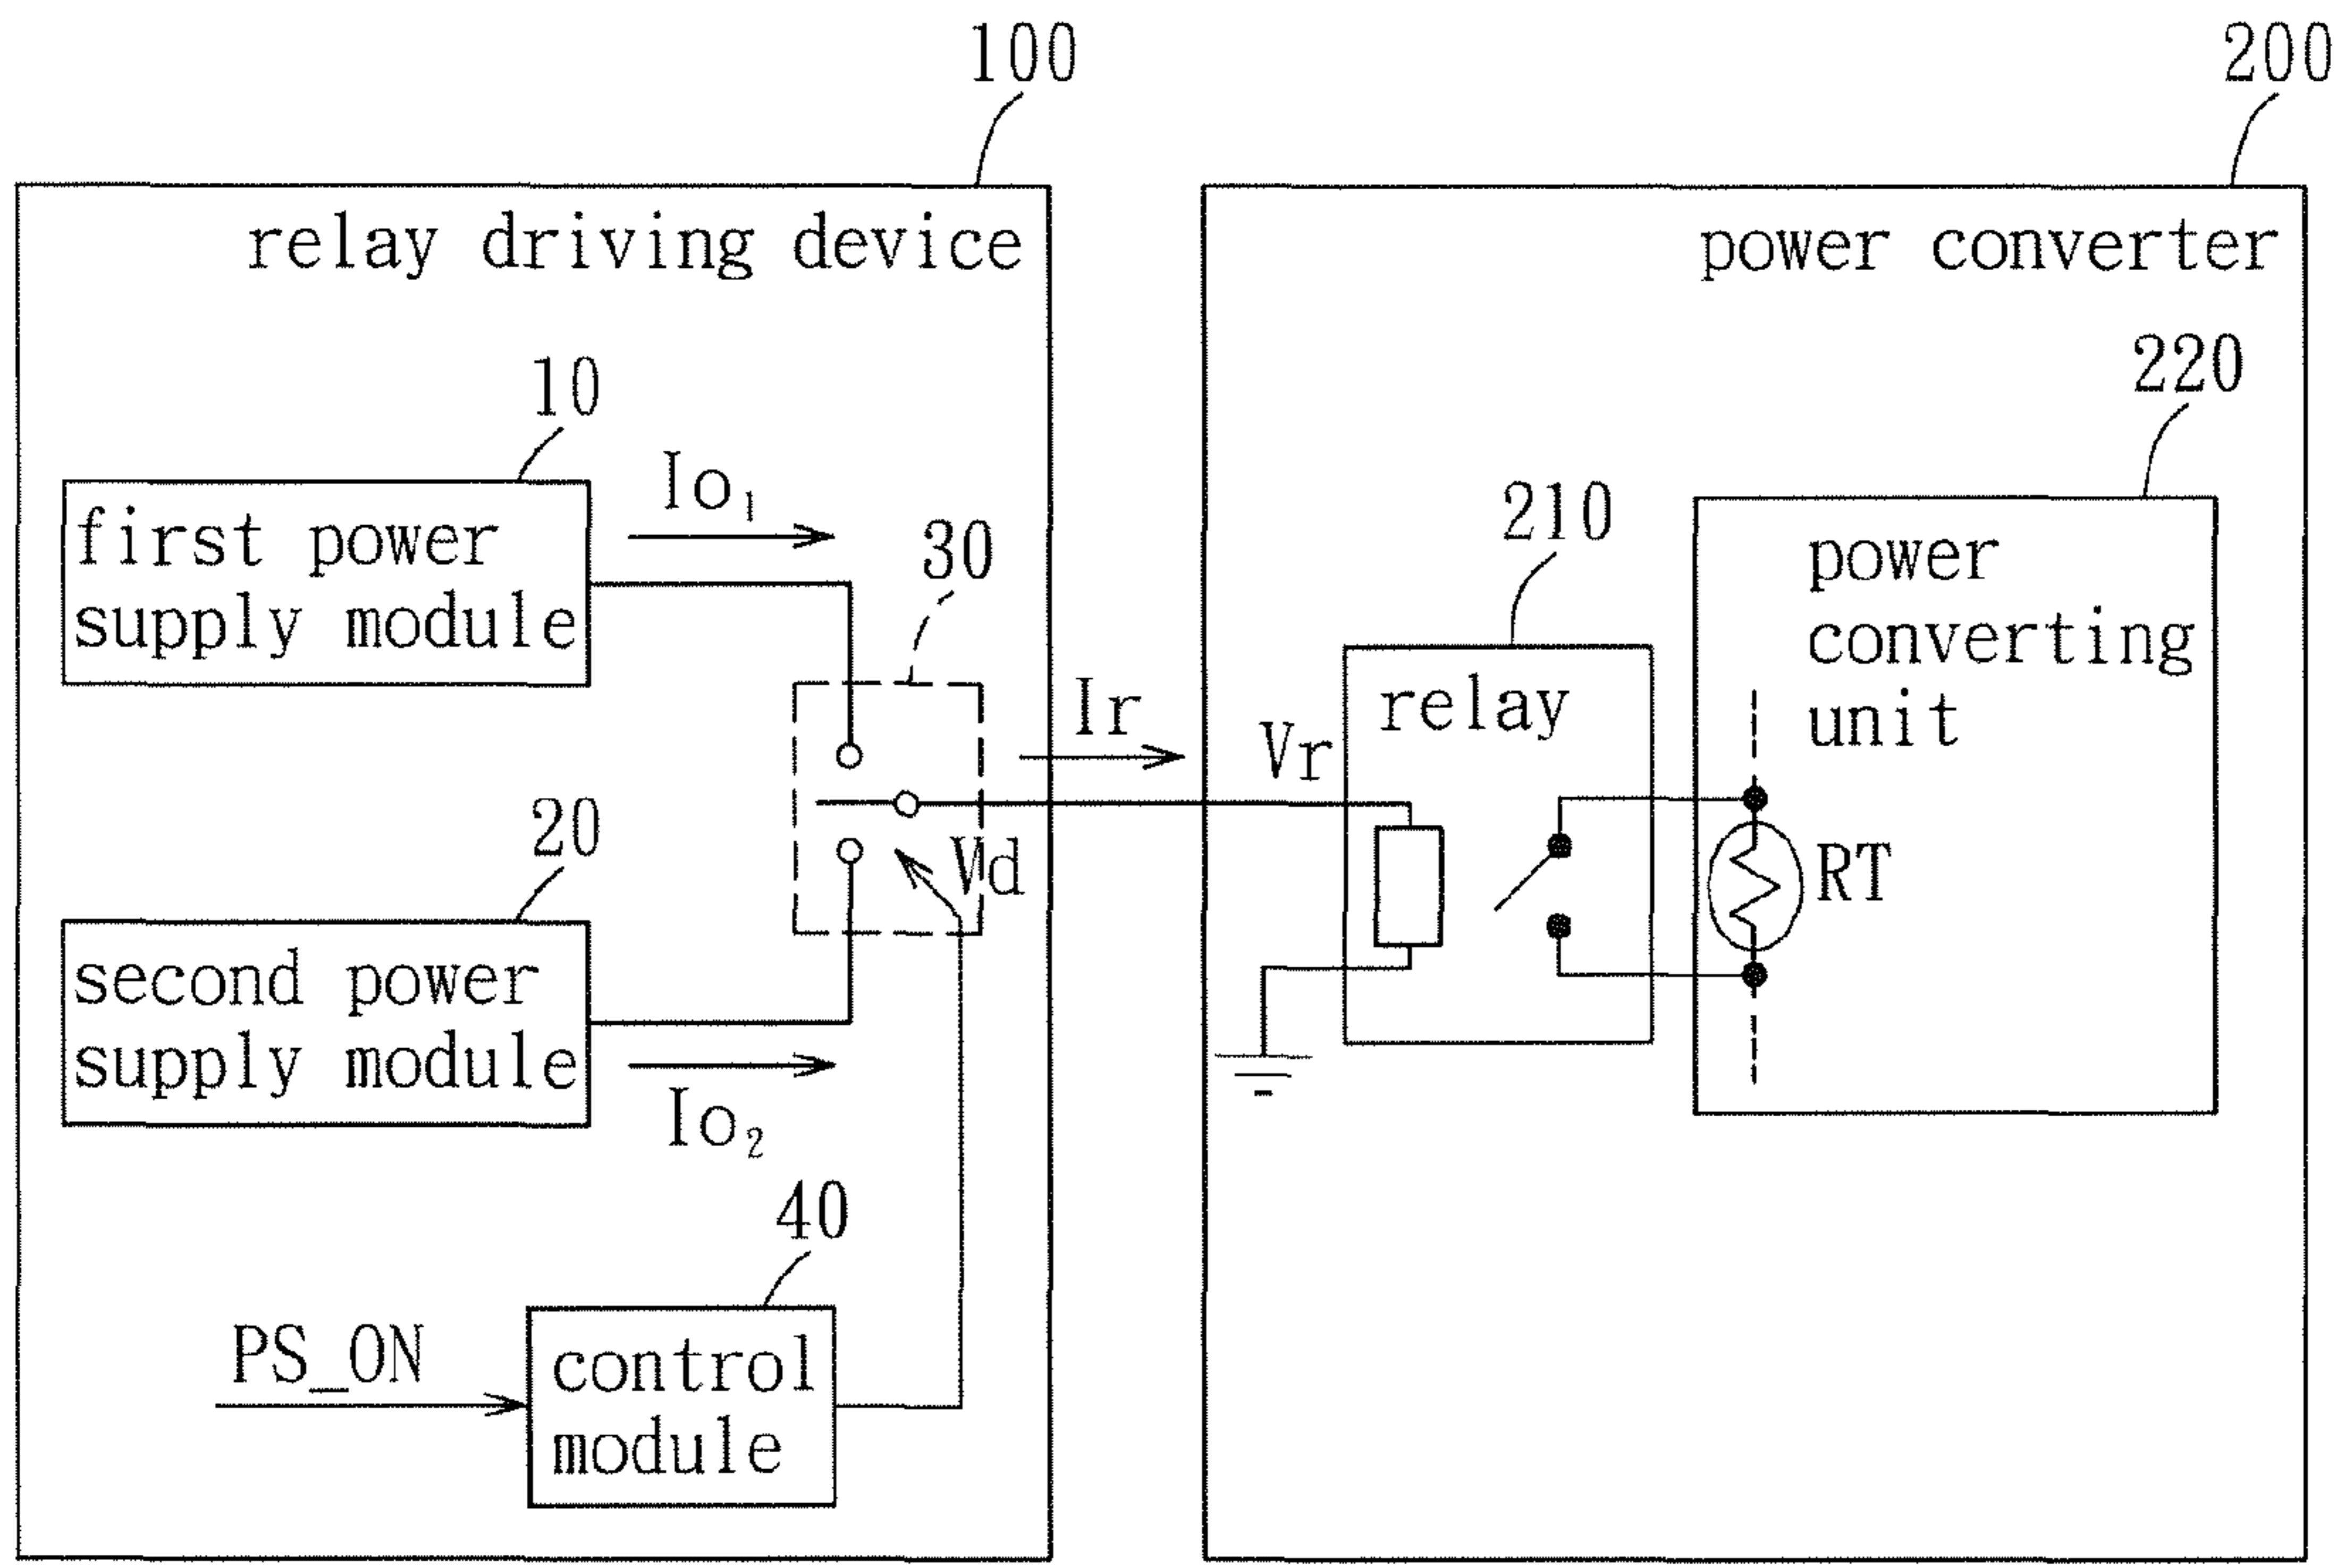 100
200
relay driving device
power converter
10
220
Io₁
first power
supply module
30
210
power
converting
unit
relay
Ir
Vr
20
Vd
RT
second power
supply module
Io₂
40
PS_ON
control
module